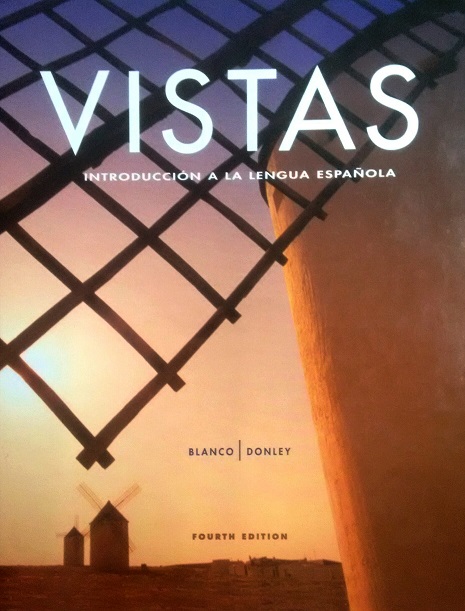 VISTAS
INTRODUCCIÓN A LA LENGUA ESPAÑOLA
BLANCO | DONLEY
FOURTH EDITION